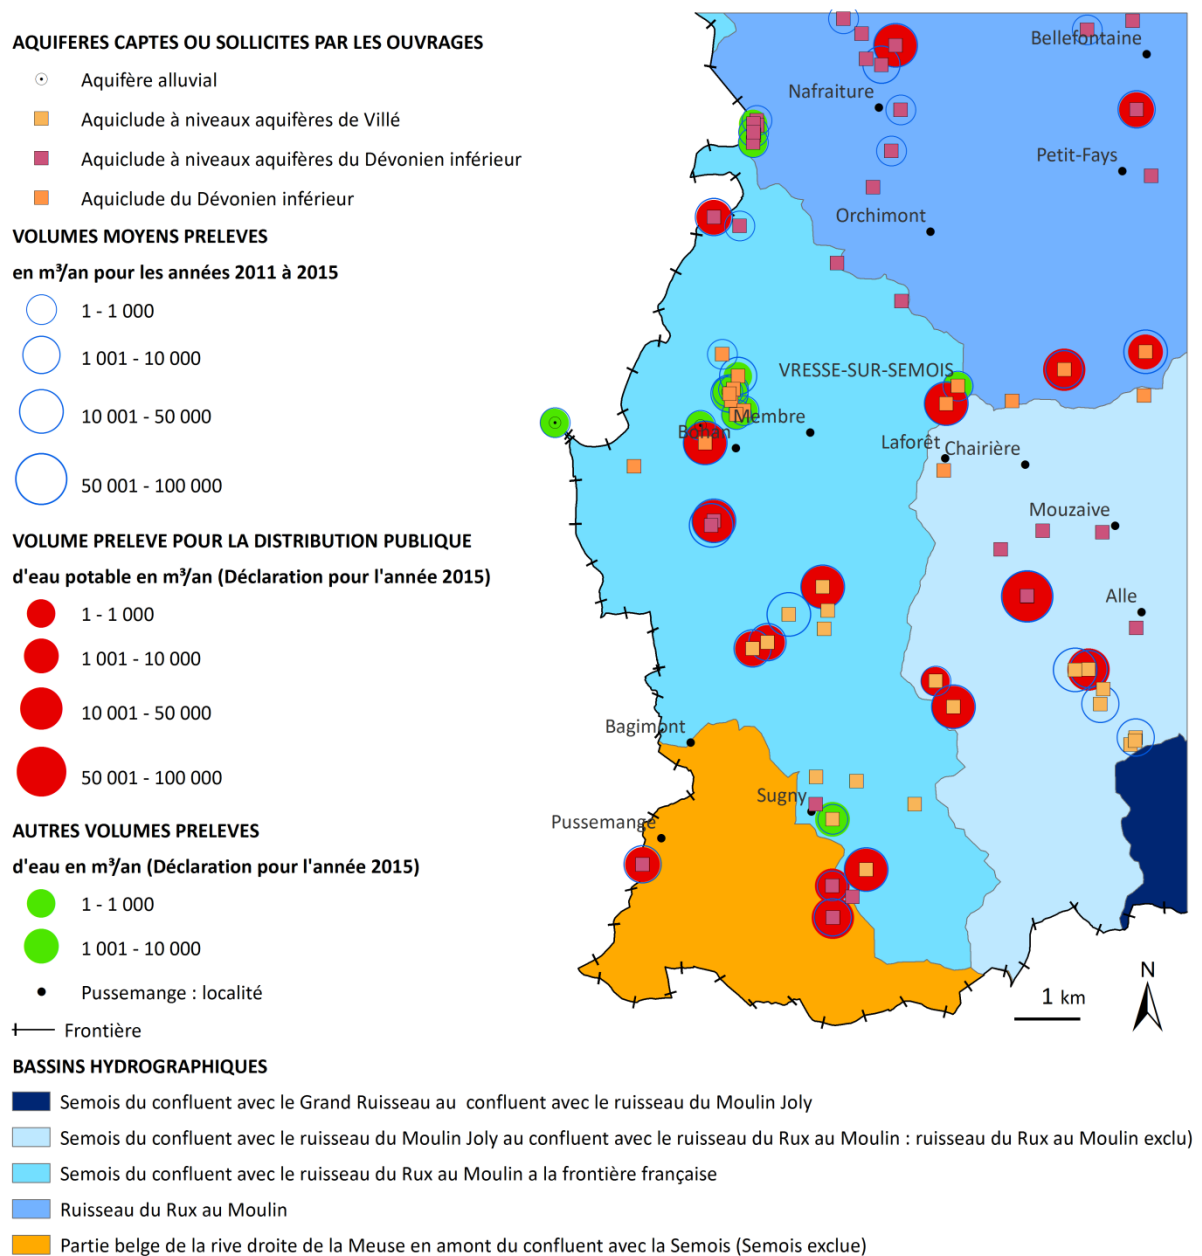 AQUIFERES CAPTES OU SOLLICITES PAR LES OUVRAGES
Aquifère alluvial
Aquiclude à niveaux aquifères de Villé
Aquiclude à niveaux aquifères du Dévonien inférieur
Aquiclude du Dévonien inférieur
VOLUMES MOYENS PRELEVES
en m³/an pour les années 2011 à 2015
1 - 1 000
1 001 - 10 000
10 001 - 50 000
50 001 - 100 000
VOLUME PRELEVE POUR LA DISTRIBUTION PUBLIQUE
d'eau potable en m³/an (Déclaration pour l'année 2015)
1 - 1 000
1 001 - 10 000
10 001 - 50 000
50 001 - 100 000
AUTRES VOLUMES PRELEVES
d'eau en m³/an (Déclaration pour l'année 2015)
1 - 1 000
1 001 - 10 000
Pussemange : localité
Frontière
BASSINS HYDROGRAPHIQUES
Semois du confluent avec le Grand Ruisseau au confluent avec le ruisseau du Moulin Joly
Semois du confluent avec le ruisseau du Moulin Joly au confluent avec le ruisseau du Rux au Moulin : ruisseau du Rux au Moulin exclu)
Semois du confluent avec le ruisseau du Rux au Moulin a la frontière française
Ruisseau du Rux au Moulin
Partie belge de la rive droite de la Meuse en amont du confluent avec la Semois (Semois exclue)
Bellefontaine
Nafraiture
Petit-Fays
Orchimont
VRESSE-SUR-SEMOIS
Membre
Bohan
Laforêt
Chairière
Mouzaive
Alle
Bagimont
Sugny
Pussemange
N
1 km